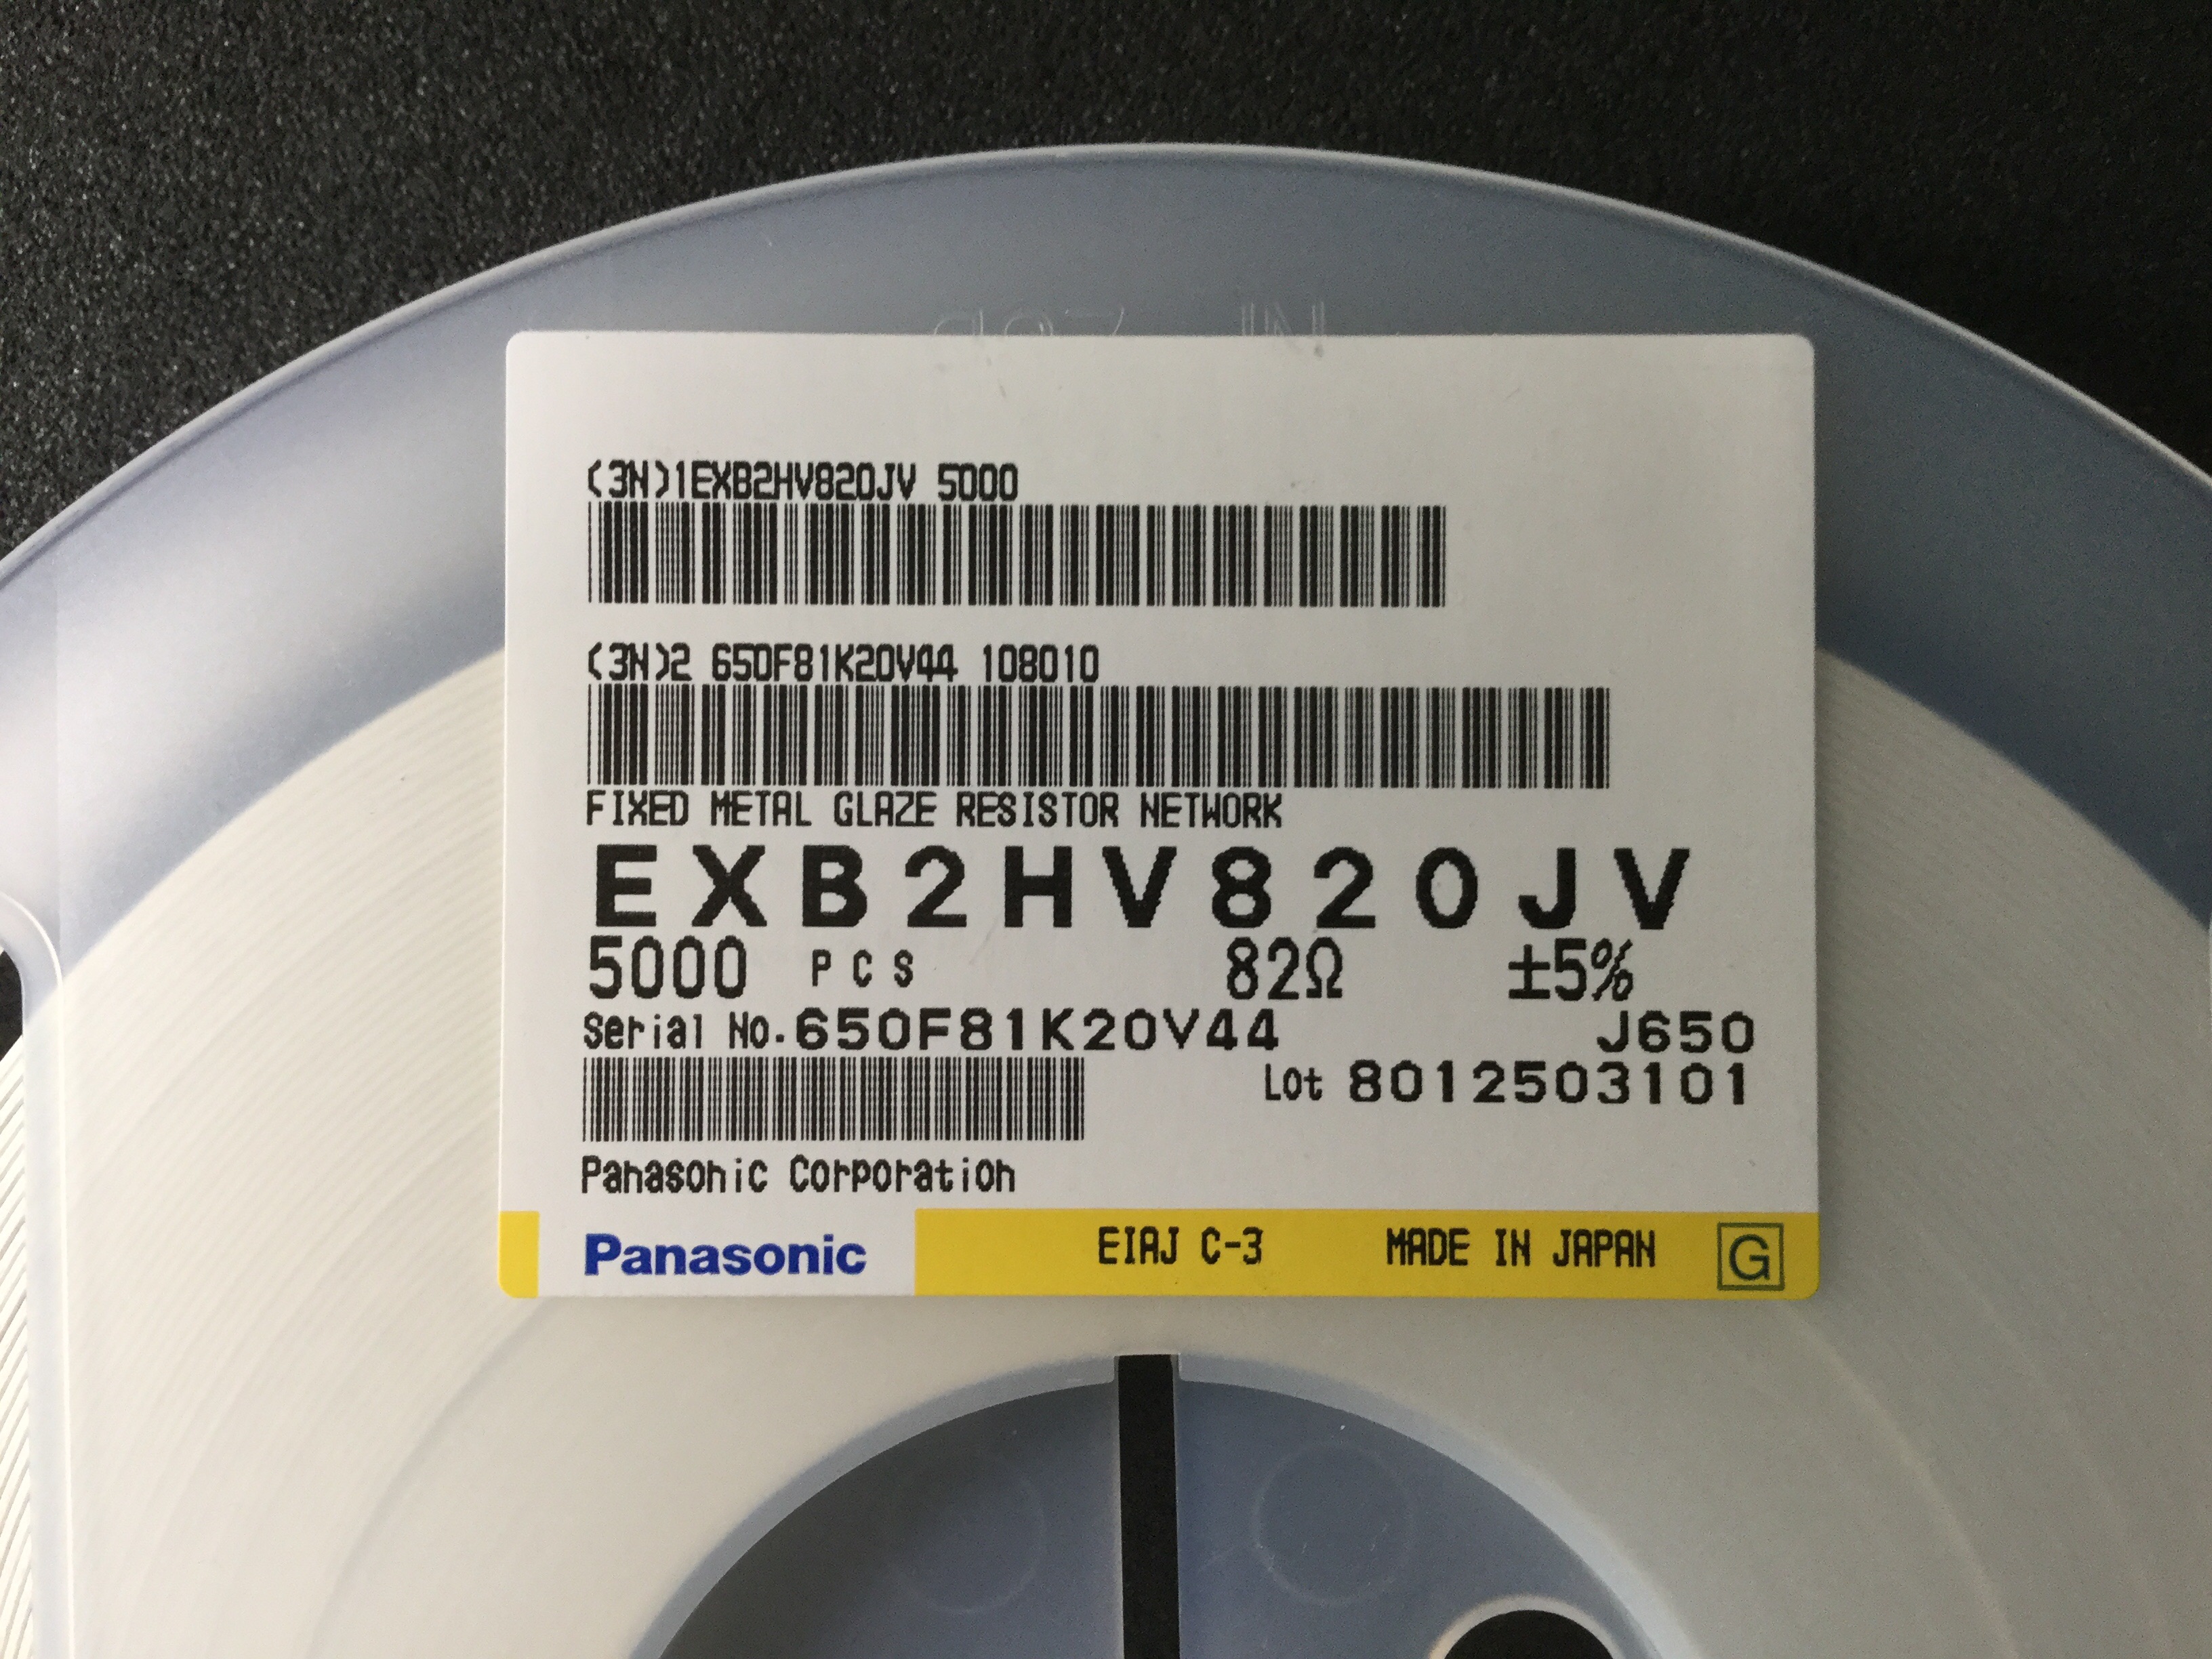 (3N)1EXB2HV820JV 5000
(3N)2 650F81K20V44 108010
FIXED METAL GLAZE RESISTOR NETWORK
EXB2HV820JV
5000 PCS 82Ω ±5%
Serial No.650F81K20V44 J650
Lot 8012503101
Panasonic Corporation
Panasonic EIAJ C-3 MADE IN JAPAN G